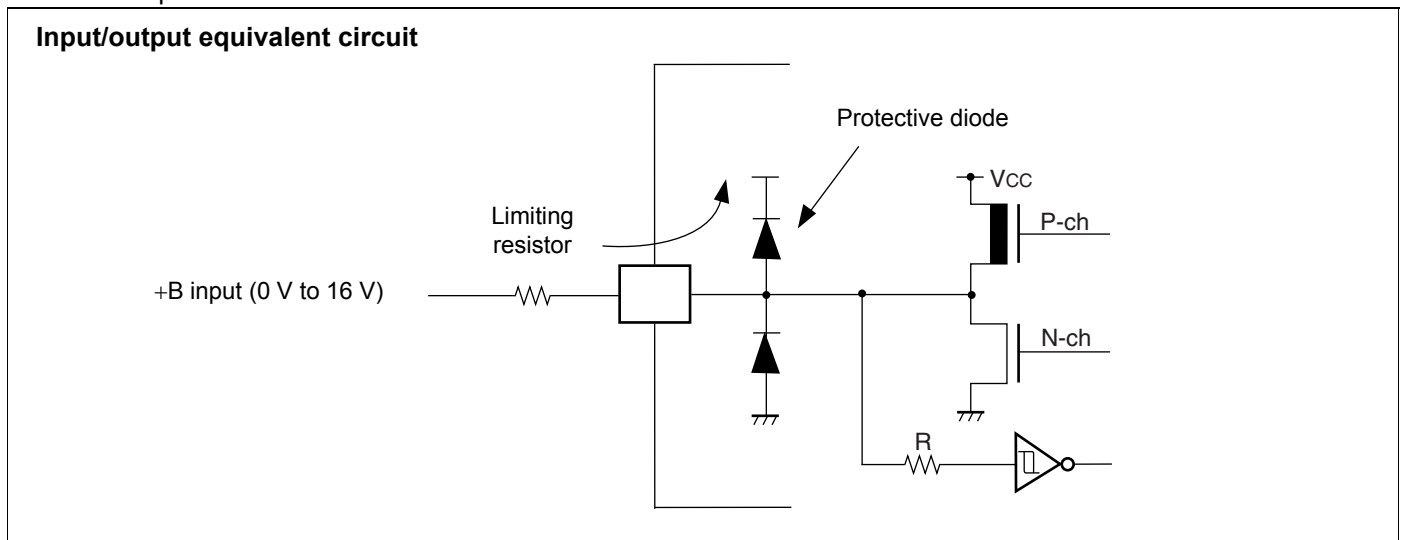 Input/output equivalent circuit
Protective diode
VCC
Limiting
resistor
P-ch
+B input (0 V to 16 V)
N-ch
R